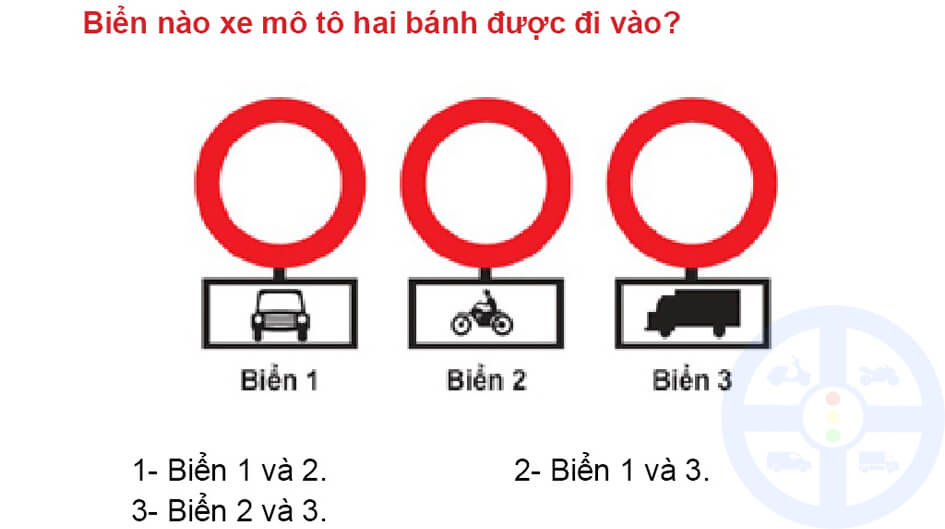 Biển nào xe mô tô hai bánh được đi vào?
Biển 1 Biển 2 Biển 3
1- Biển 1 và 2. 2- Biển 1 và 3.
3- Biển 2 và 3.